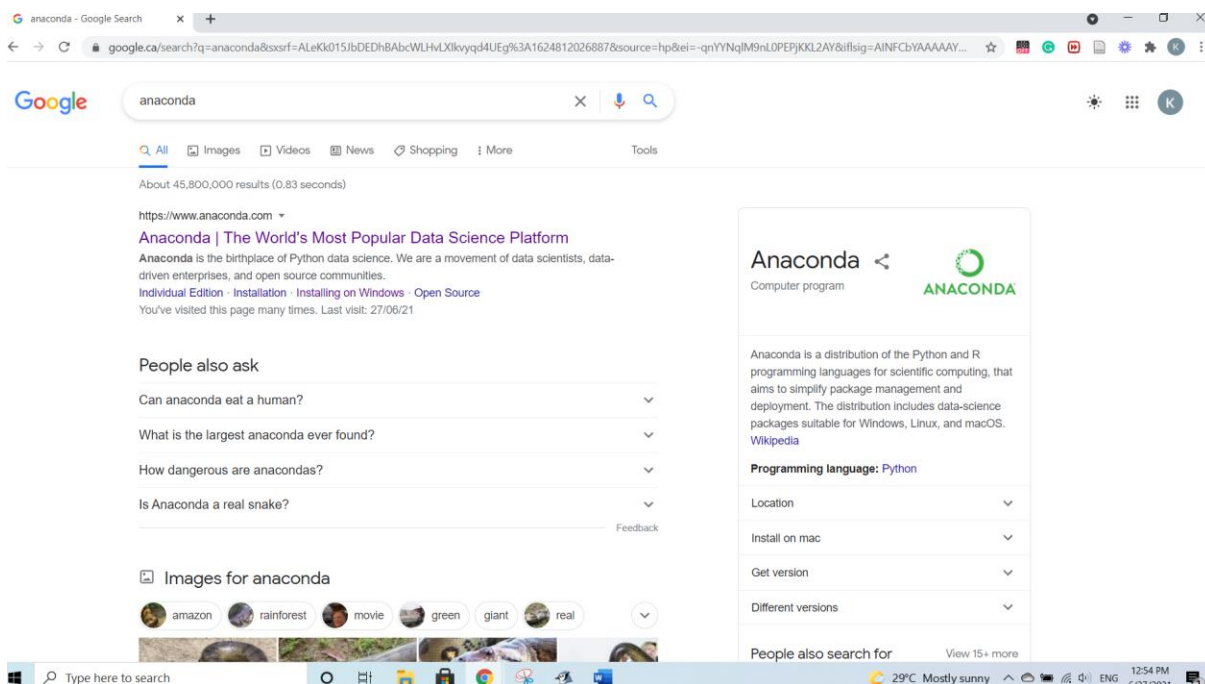 anaconda - Google Search
google.ca/search?q=anaconda&sxsrf=ALeKk015JbDEDhBAbcWLHvLXlkvyqd4UEg%3A1624812026887&source=hp&ei=-qnYYNqlM9nL0PEPjKKL2AY&iflsig=AINFCbYAAAAAY...
K
Google
anaconda
K
All Images Videos News Shopping More Tools
About 45,800,000 results (0.83 seconds)
https://www.anaconda.com
Anaconda | The World's Most Popular Data Science Platform
Anaconda is the birthplace of Python data science. We are a movement of data scientists, data-
driven enterprises, and open source communities.
Individual Edition · Installation · Installing on Windows · Open Source
You've visited this page many times. Last visit: 27/06/21
People also ask
Can anaconda eat a human?
What is the largest anaconda ever found?
How dangerous are anacondas?
Is Anaconda a real snake?
Feedback
Images for anaconda
amazon rainforest movie green giant real
Anaconda
Computer program
ANACONDA
Anaconda is a distribution of the Python and R
programming languages for scientific computing, that
aims to simplify package management and
deployment. The distribution includes data-science
packages suitable for Windows, Linux, and macOS.
Wikipedia
Programming language: Python
Location
Install on mac
Get version
Different versions
People also search for View 15+ more
Type here to search
29°C Mostly sunny ENG 12:54 PM
6/27/2021